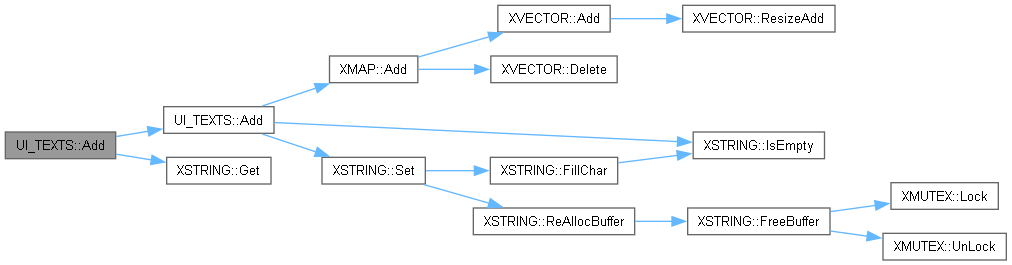 XVECTOR::Add
XVECTOR::ResizeAdd
XMAP::Add
XVECTOR::Delete
UI_TEXTS::Add
UI_TEXTS::Add
XSTRING::IsEmpty
XSTRING::Get
XSTRING::Set
XSTRING::FillChar
XMUTEX::Lock
XSTRING::ReAllocBuffer
XSTRING::FreeBuffer
XMUTEX::UnLock